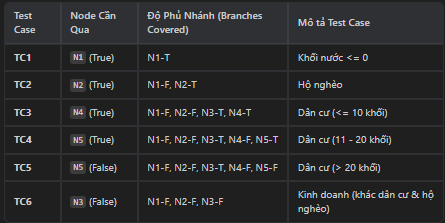 Test Case | Node Cần Qua | Độ Phủ Nhánh (Branches Covered) | Mô tả Test Case
TC1 | N1 (True) | N1-T | Khối nước <= 0
TC2 | N2 (True) | N1-F, N2-T | Hộ nghèo
TC3 | N4 (True) | N1-F, N2-F, N3-T, N4-T | Dân cư (<= 10 khối)
TC4 | N5 (True) | N1-F, N2-F, N3-T, N4-F, N5-T | Dân cư (11 - 20 khối)
TC5 | N5 (False) | N1-F, N2-F, N3-T, N4-F, N5-F | Dân cư (> 20 khối)
TC6 | N3 (False) | N1-F, N2-F, N3-F | Kinh doanh (khác dân cư & hộ nghèo)